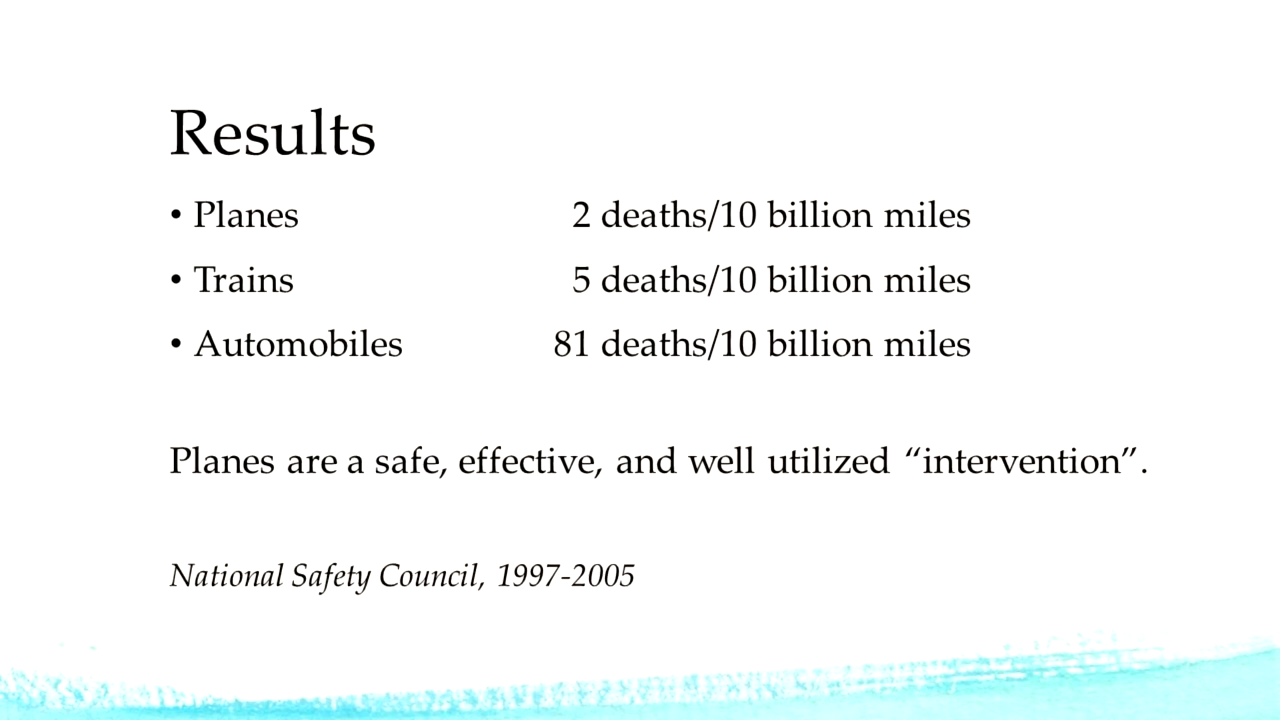 Results
• Planes 2 deaths/10 billion miles
• Trains 5 deaths/10 billion miles
• Automobiles 81 deaths/10 billion miles
Planes are a safe, effective, and well utilized “intervention”.
National Safety Council, 1997-2005